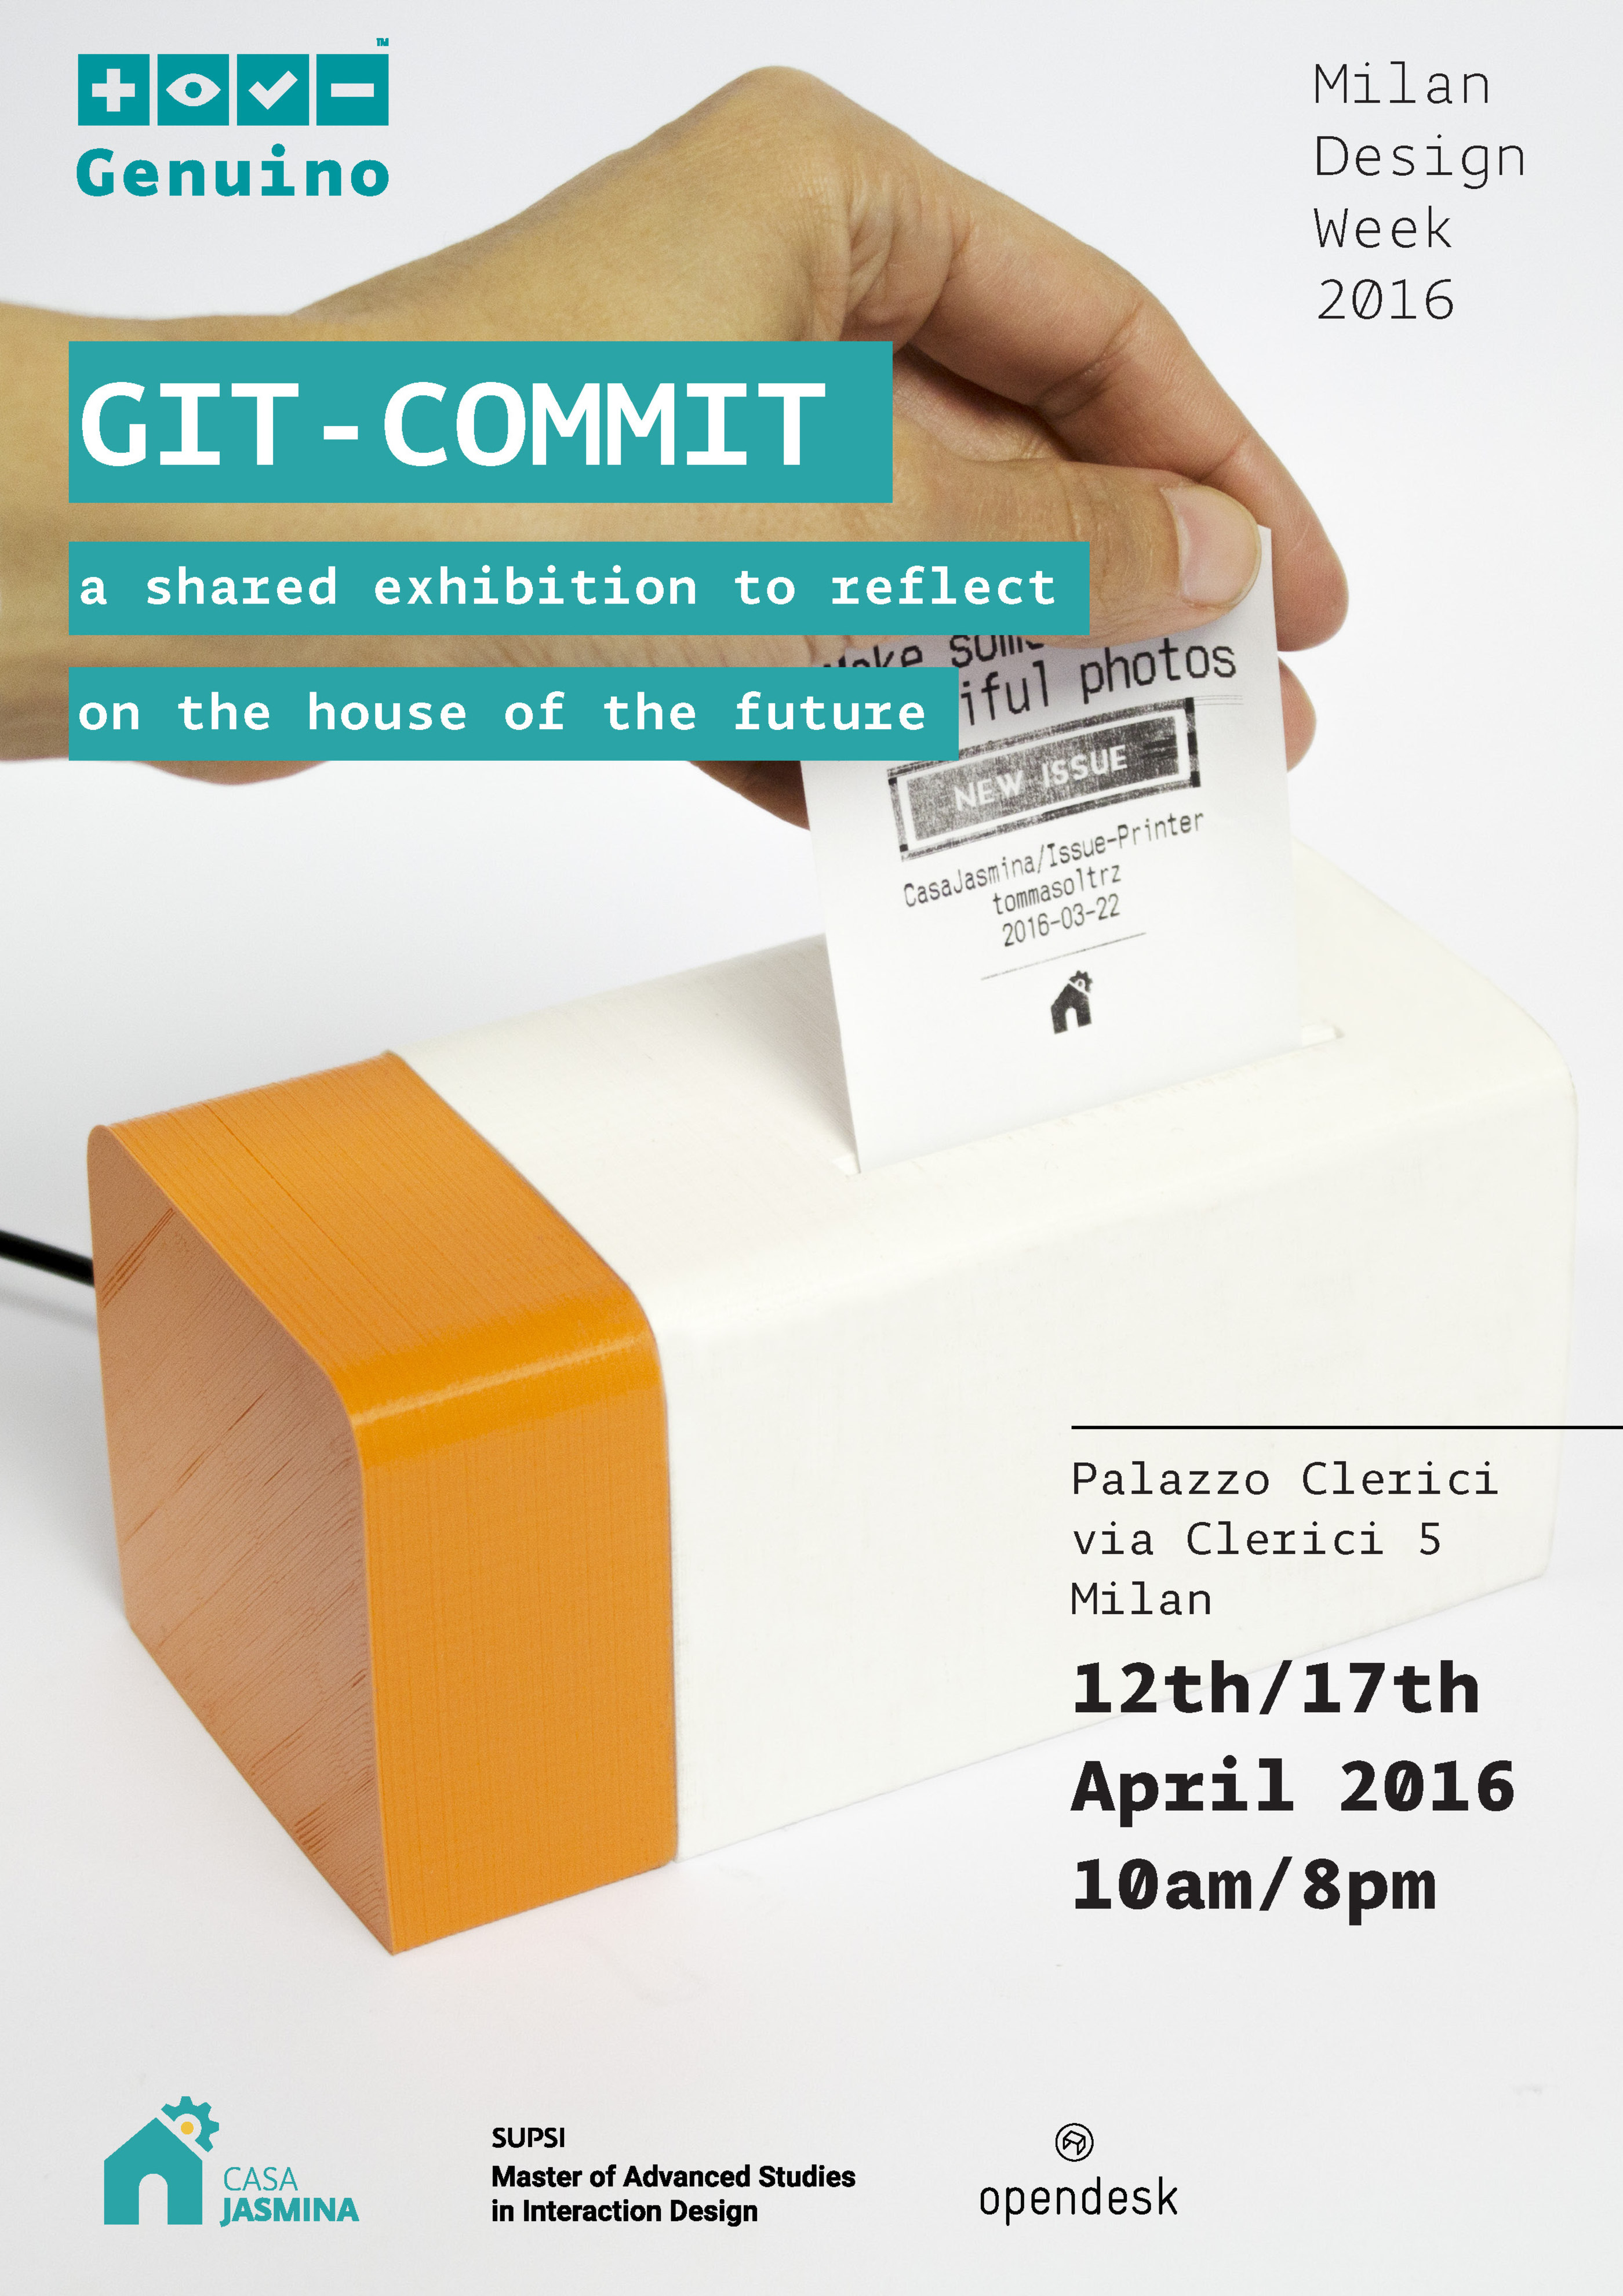 TM
Genuino
Milan
Design
Week
2016
GIT-COMMIT
a shared exhibition to reflect
on the house of the future
photos
NEW ISSUE
CasaJasmina/Issue-Printer
tommasoltrz
2016-03-22
Palazzo Clerici
via Clerici 5
Milan
12th/17th
April 2016
10am/8pm
CASA
JASMINA
SUPSI
Master of Advanced Studies
in Interaction Design
opendesk